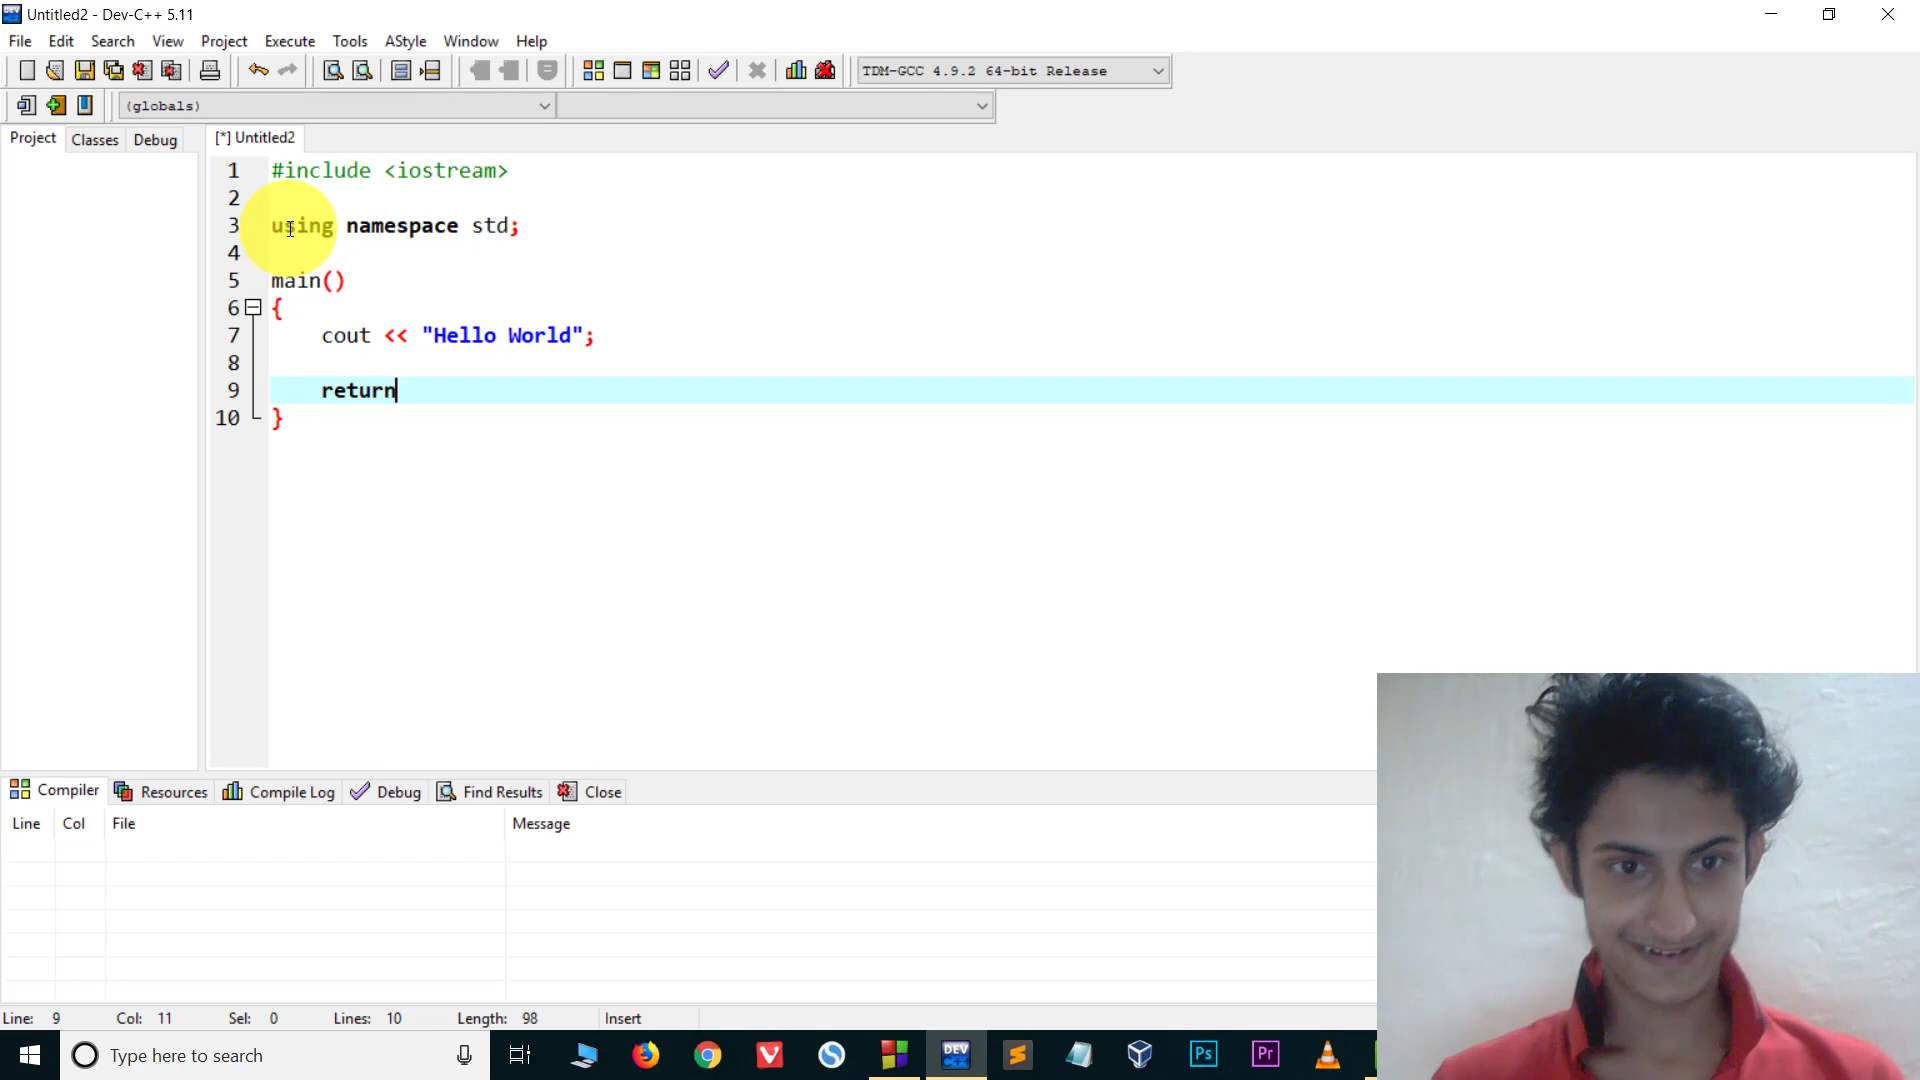 Untitled2 - Dev-C++ 5.11
File Edit Search View Project Execute Tools AStyle Window Help
TDM-GCC 4.9.2 64-bit Release
(globals)
Project Classes Debug [*] Untitled2
1 #include <iostream>
2
3 using namespace std;
4
5 main()
6 {
7 cout << "Hello World";
8
9 return
10 }
Compiler Resources Compile Log Debug Find Results Close
Line Col File Message
Line: 9 Col: 11 Sel: 0 Lines: 10 Length: 98 Insert
Type here to search DEV C++ Ps Pr